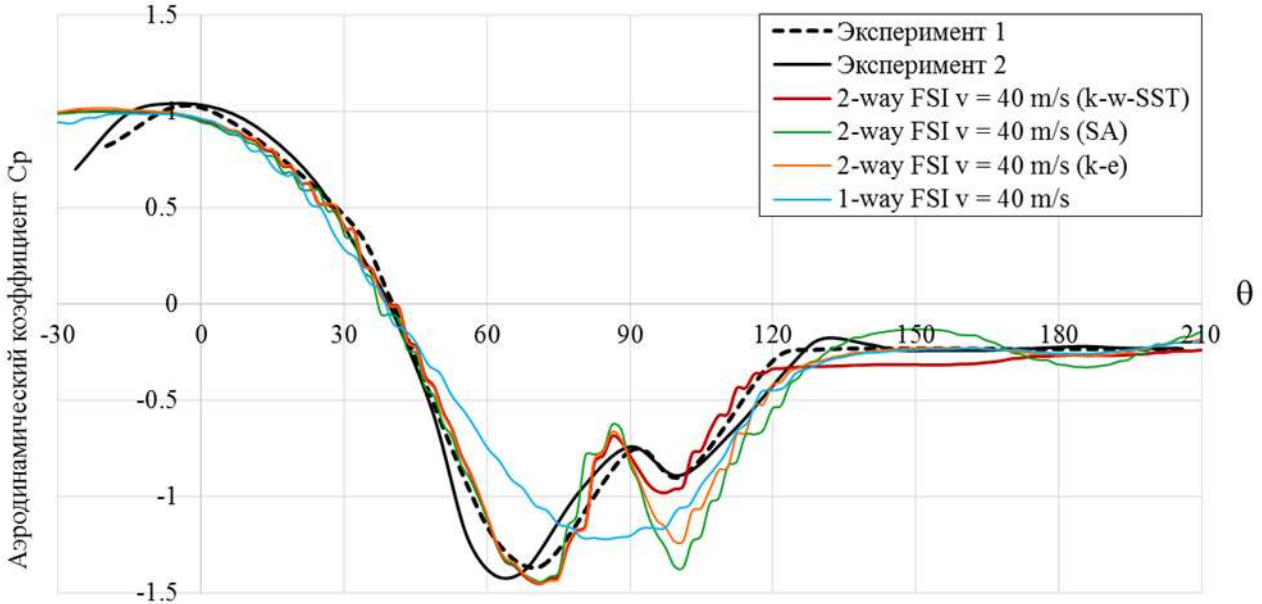 1.5
Эксперимент 1
Эксперимент 2
2-way FSI v = 40 m/s (k-w-SST)
2-way FSI v = 40 m/s (SA)
2-way FSI v = 40 m/s (k-e)
1-way FSI v = 40 m/s
1
0.5
0
-0.5
-1
-1.5
-30 0 30 60 90 120 150 180 210
θ
Аэродинамический коэффициент Cp